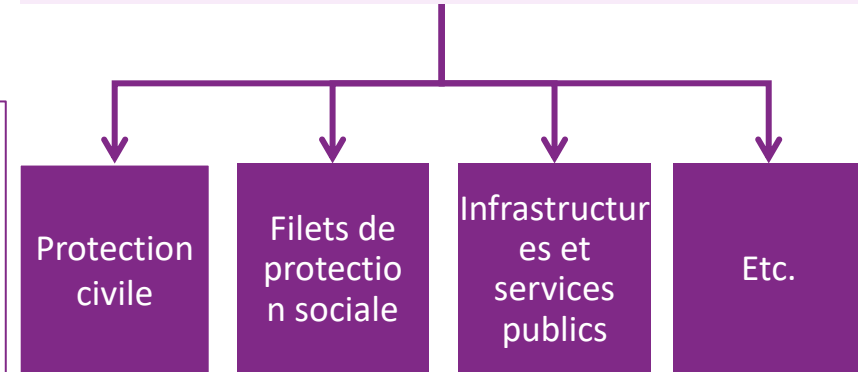 Protection
civile
Filets de
protectio
n sociale
Infrastructur
es et
services
publics
Etc.